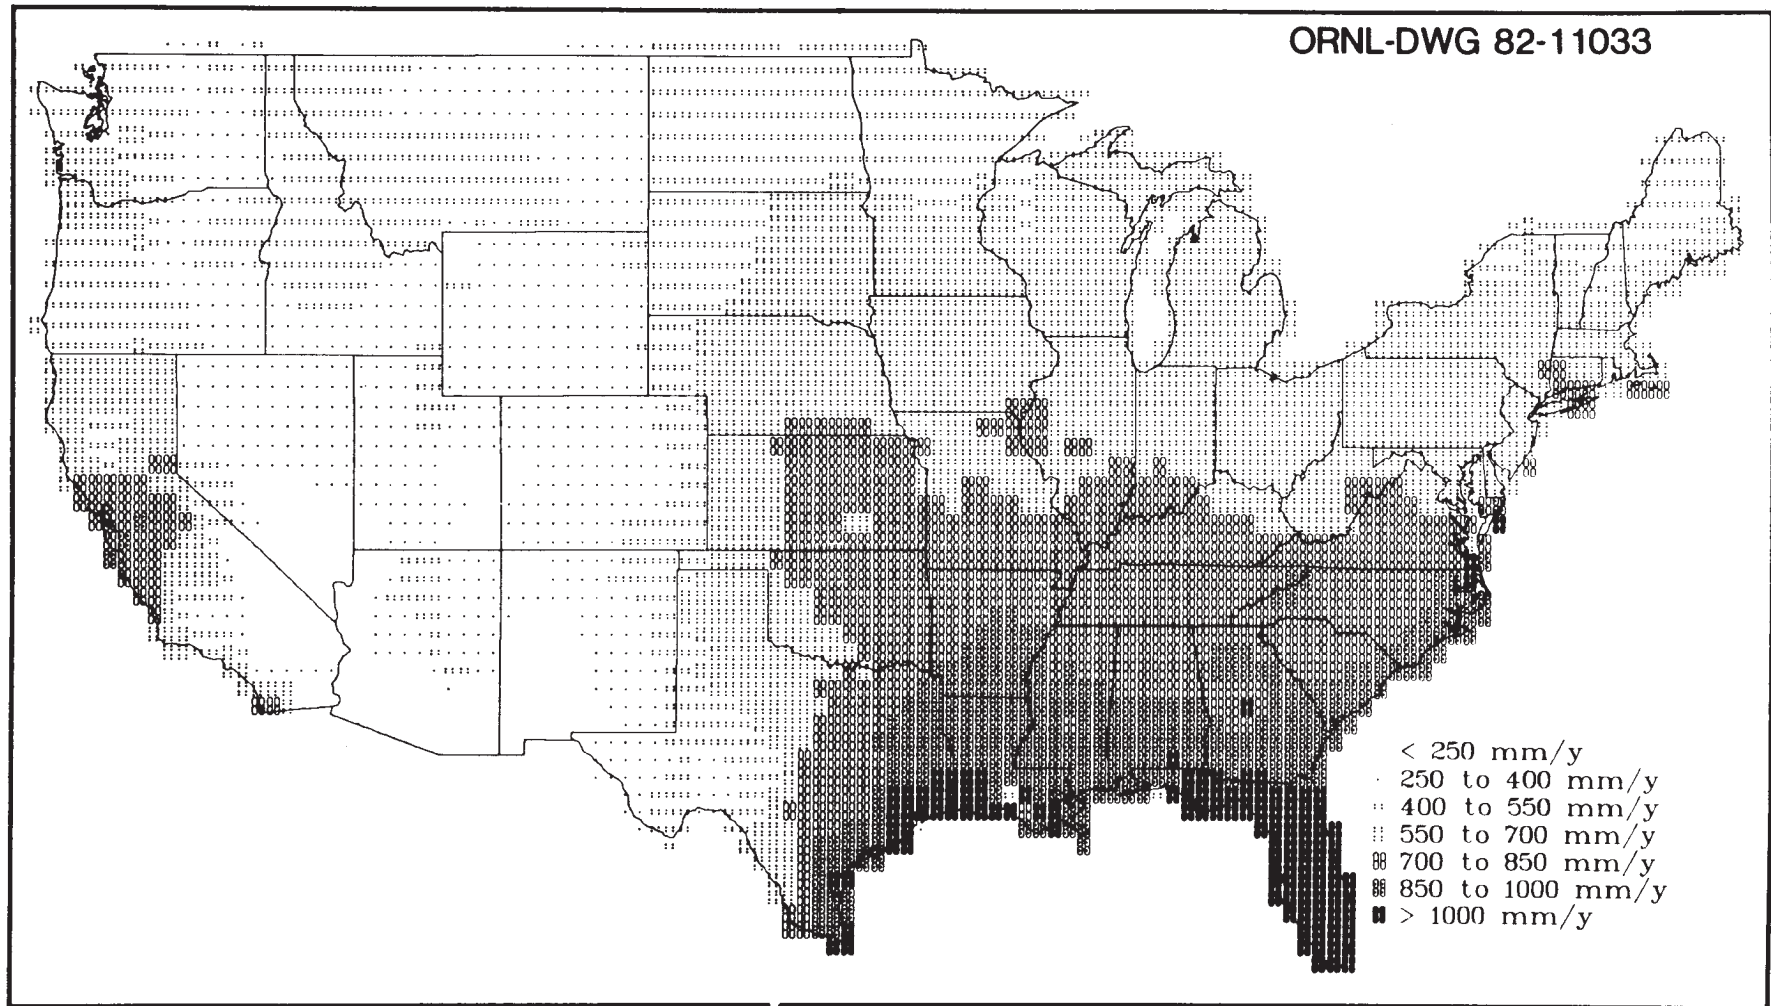 ORNL-DWG 82-11033
< 250 mm/y
250 to 400 mm/y
400 to 550 mm/y
550 to 700 mm/y
700 to 850 mm/y
850 to 1000 mm/y
> 1000 mm/y